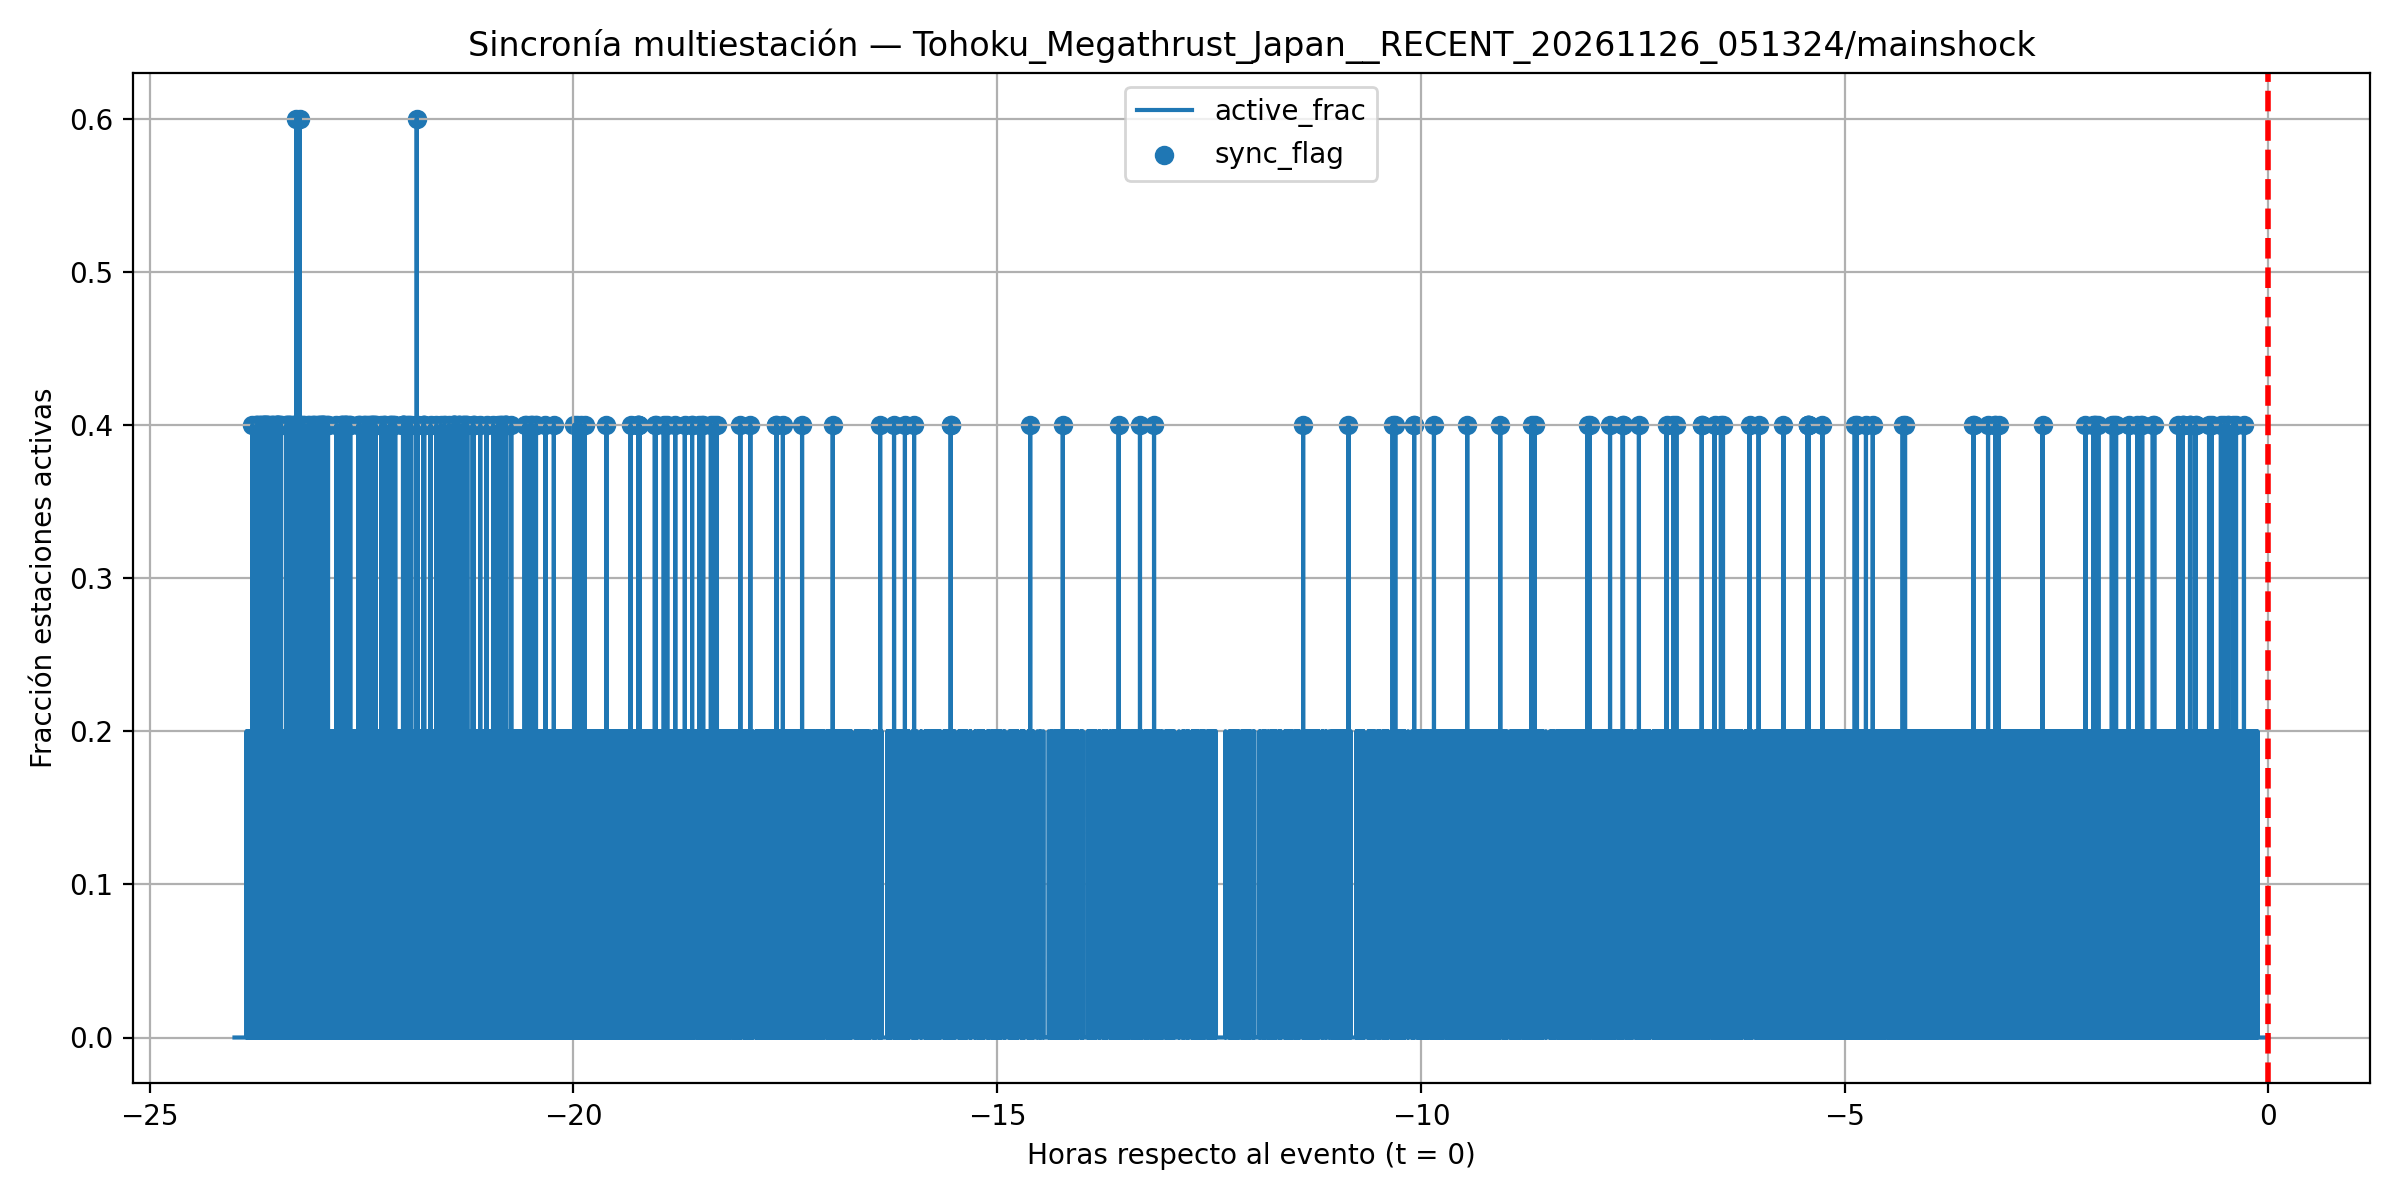 Sincronía multiestación — Tohoku_Megathrust_Japan__RECENT_20261126_051324/mainshock
active_frac
sync_flag
Fracción estaciones activas
0.6
0.5
0.4
0.3
0.2
0.1
0.0
−25
−20
−15
−10
−5
0
Horas respecto al evento (t = 0)